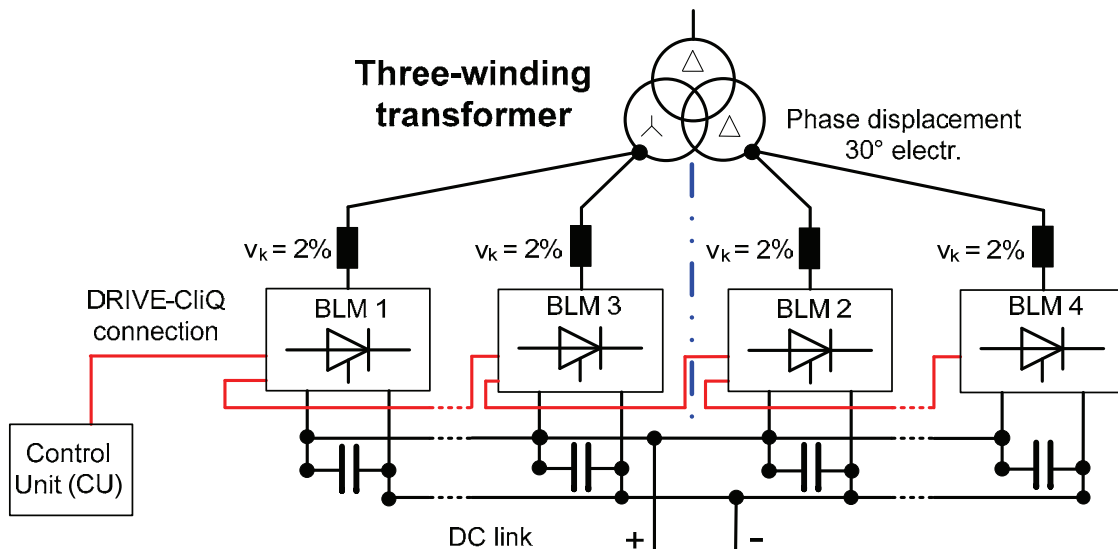 Three-winding
transformer
Phase displacement
30° electr.
vk = 2%
vk = 2%
vk = 2%
vk = 2%
DRIVE-CliQ
connection
BLM 1
BLM 3
BLM 2
BLM 4
Control
Unit (CU)
DC link
+
-